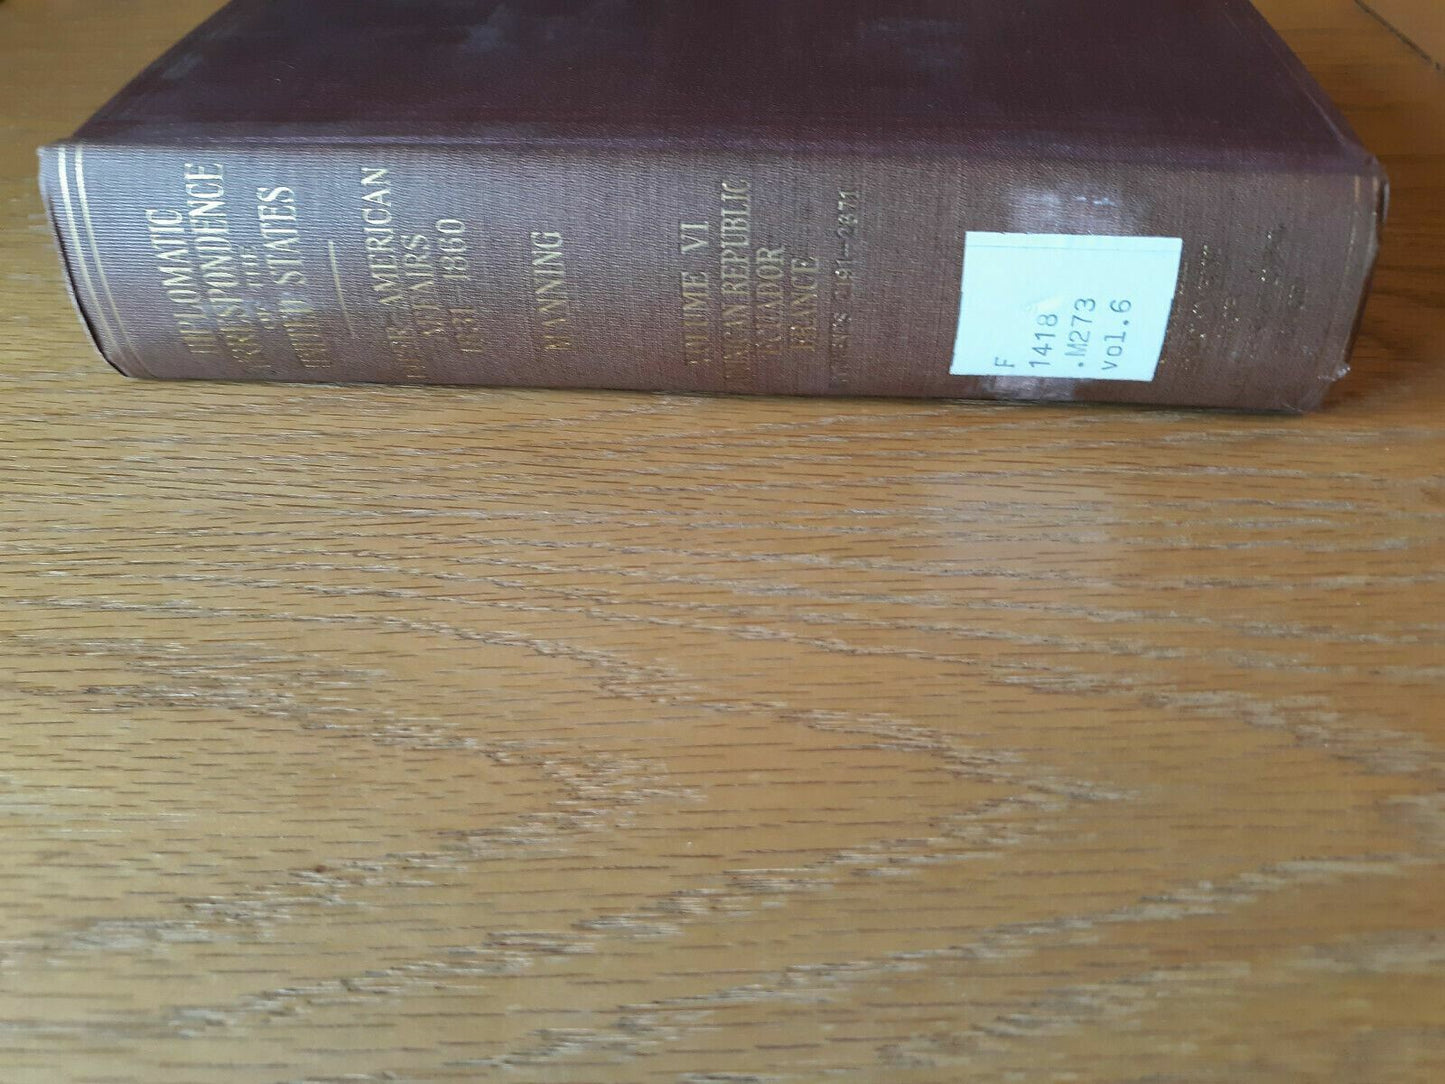 DIPLOMATIC
CORRESPONDENCE
OF THE
UNITED STATES
INTER-AMERICAN
AFFAIRS
1831–1860
MANNING
VOLUME VI
DOMINICAN REPUBLIC
ECUADOR
FRANCE
F
1418
.M273
vol.6